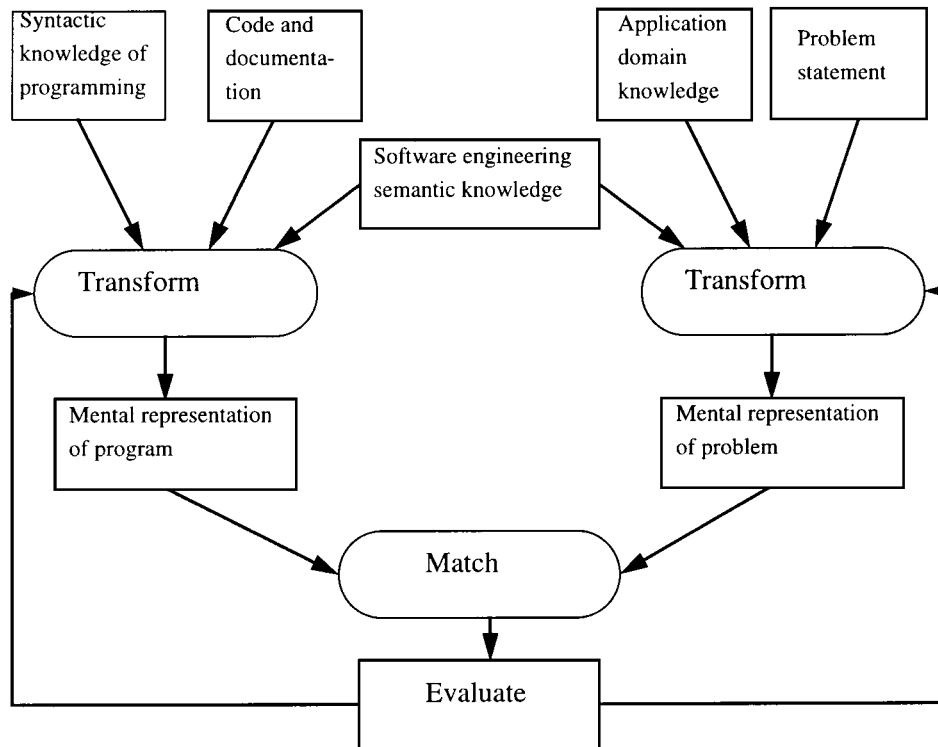 Syntactic
knowledge of
programming
Code and
documenta-
tion
Application
domain
knowledge
Problem
statement
Software engineering
semantic knowledge
Transform
Transform
Mental representation
of program
Mental representation
of problem
Match
Evaluate